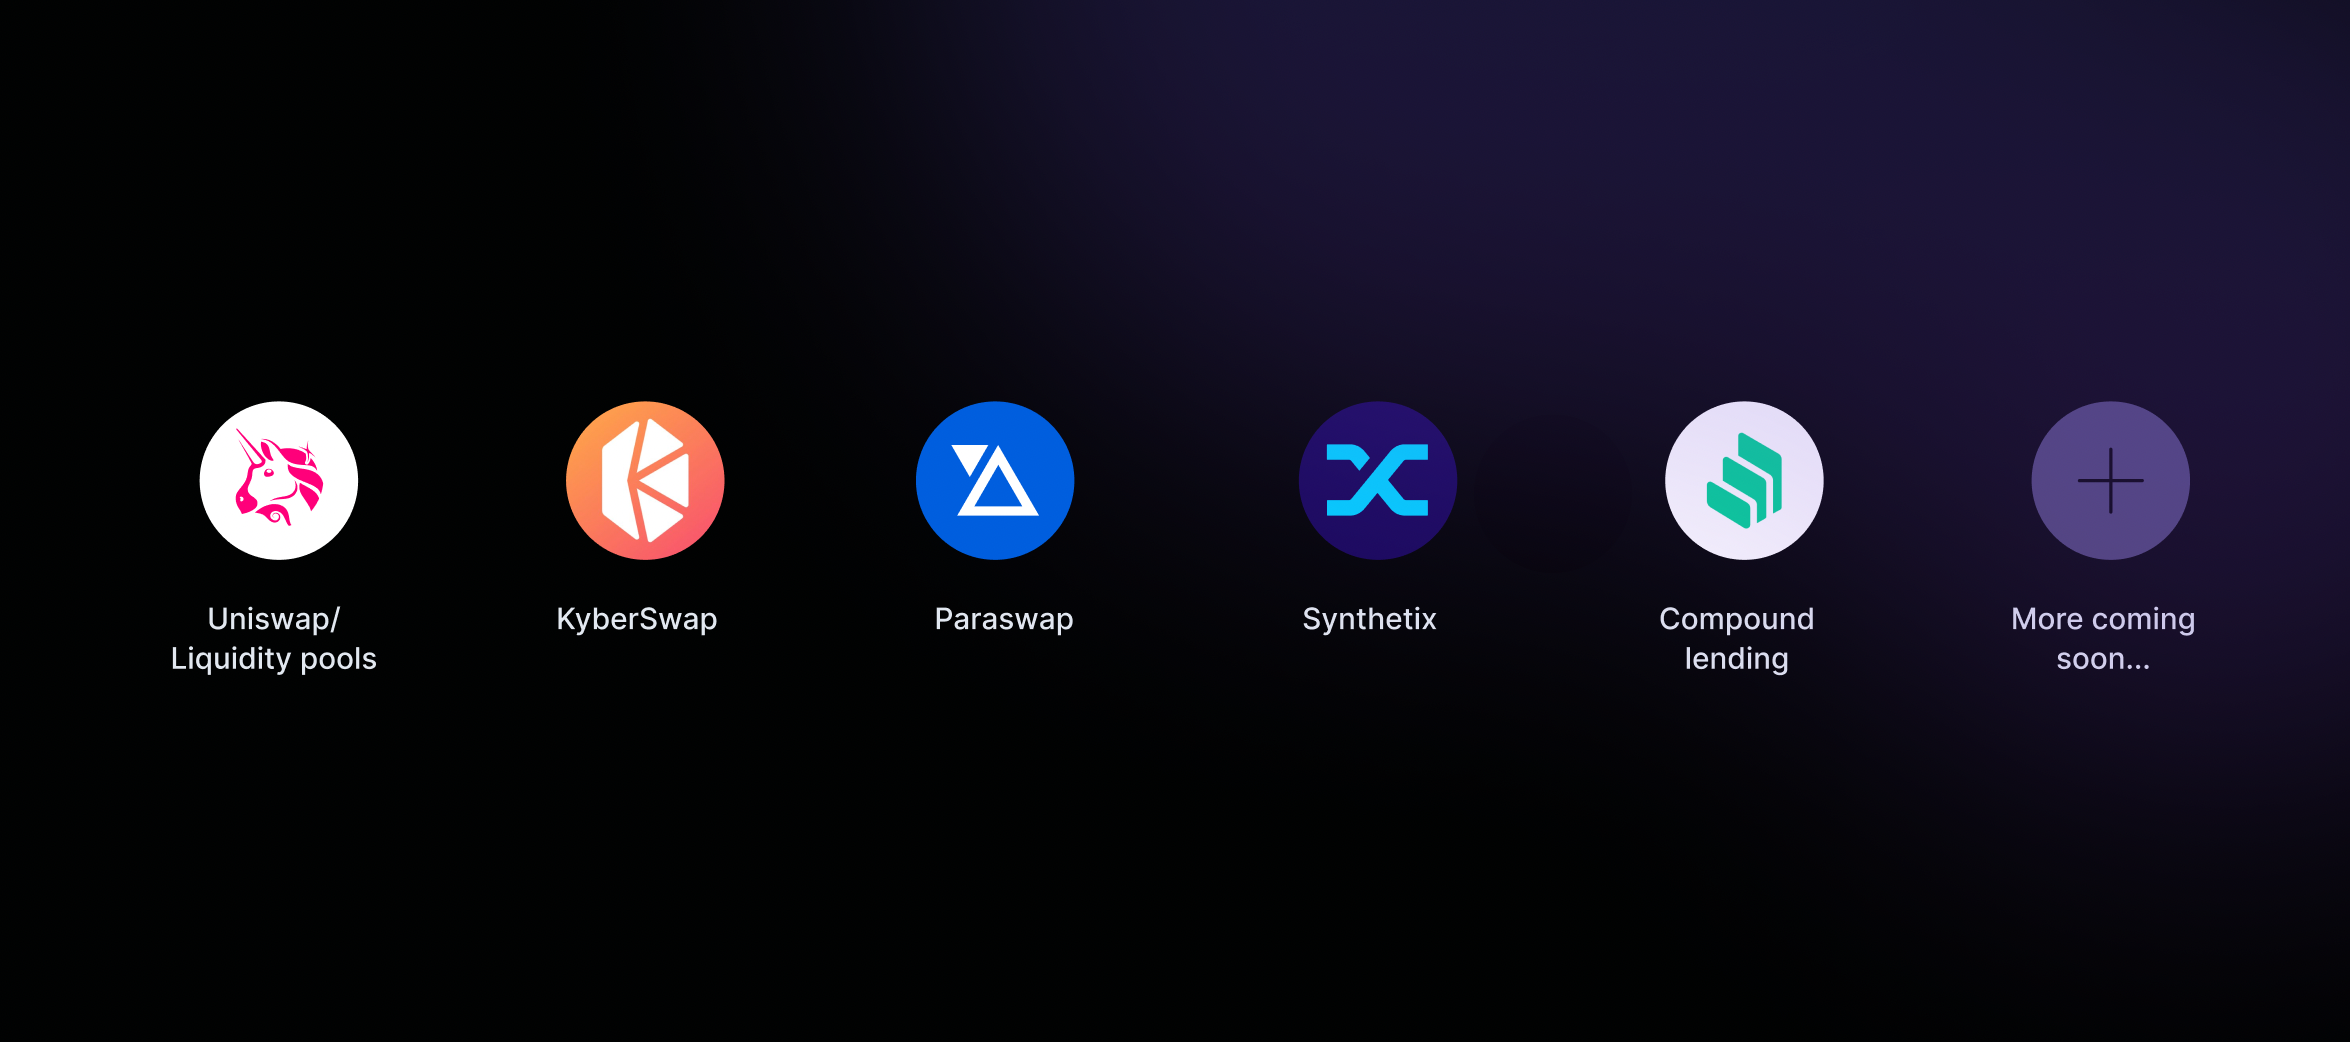 Uniswap/
Liquidity pools
KyberSwap
Paraswap
Synthetix
Compound
lending
More coming
soon...